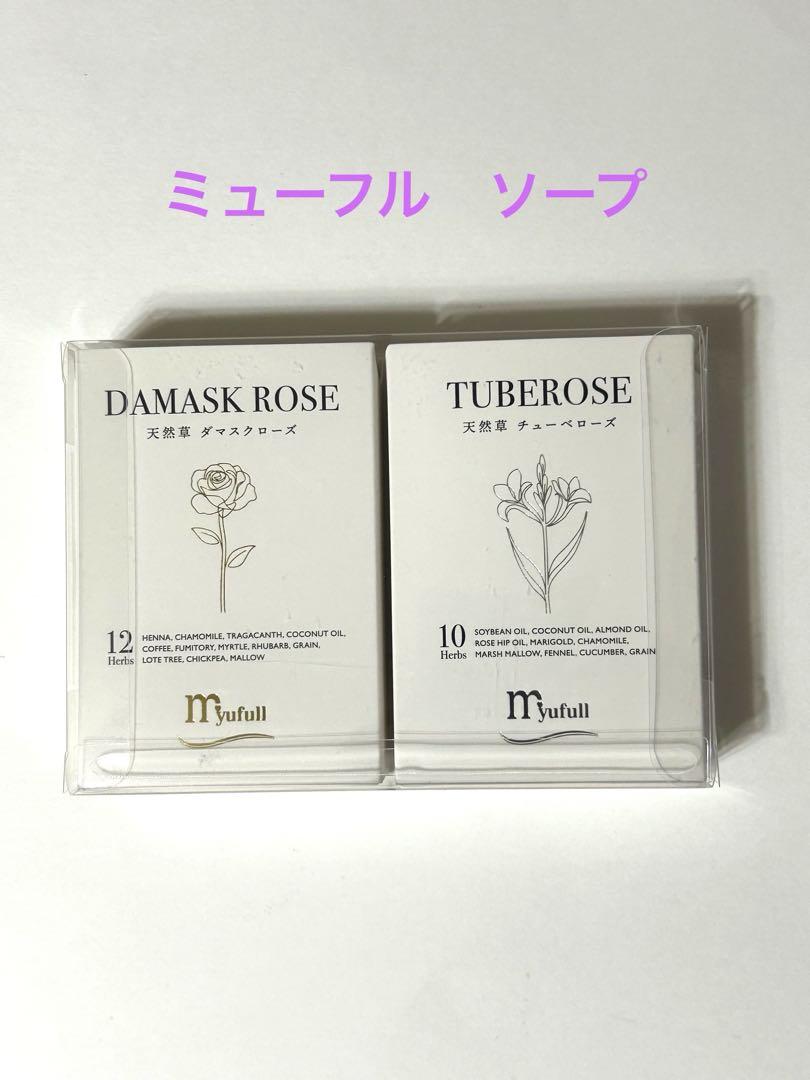 ミューフル　ソープ
DAMASK ROSE
天然草 ダマスクローズ
12
Herbs
HENNA, CHAMOMILE, TRAGACANTH, COCONUT OIL,
COFFEE, FUMITORY, MYRTLE, RHUBARB, GRAIN,
LOTE TREE, CHICKPEA, MALLOW
myufull
TUBEROSE
天然草 チューベローズ
10
Herbs
SOYBEAN OIL, COCONUT OIL, ALMOND OIL,
ROSE HIP OIL, MARIGOLD, CHAMOMILE,
MARSH MALLOW, FENNEL, CUCUMBER, GRAIN
myufull